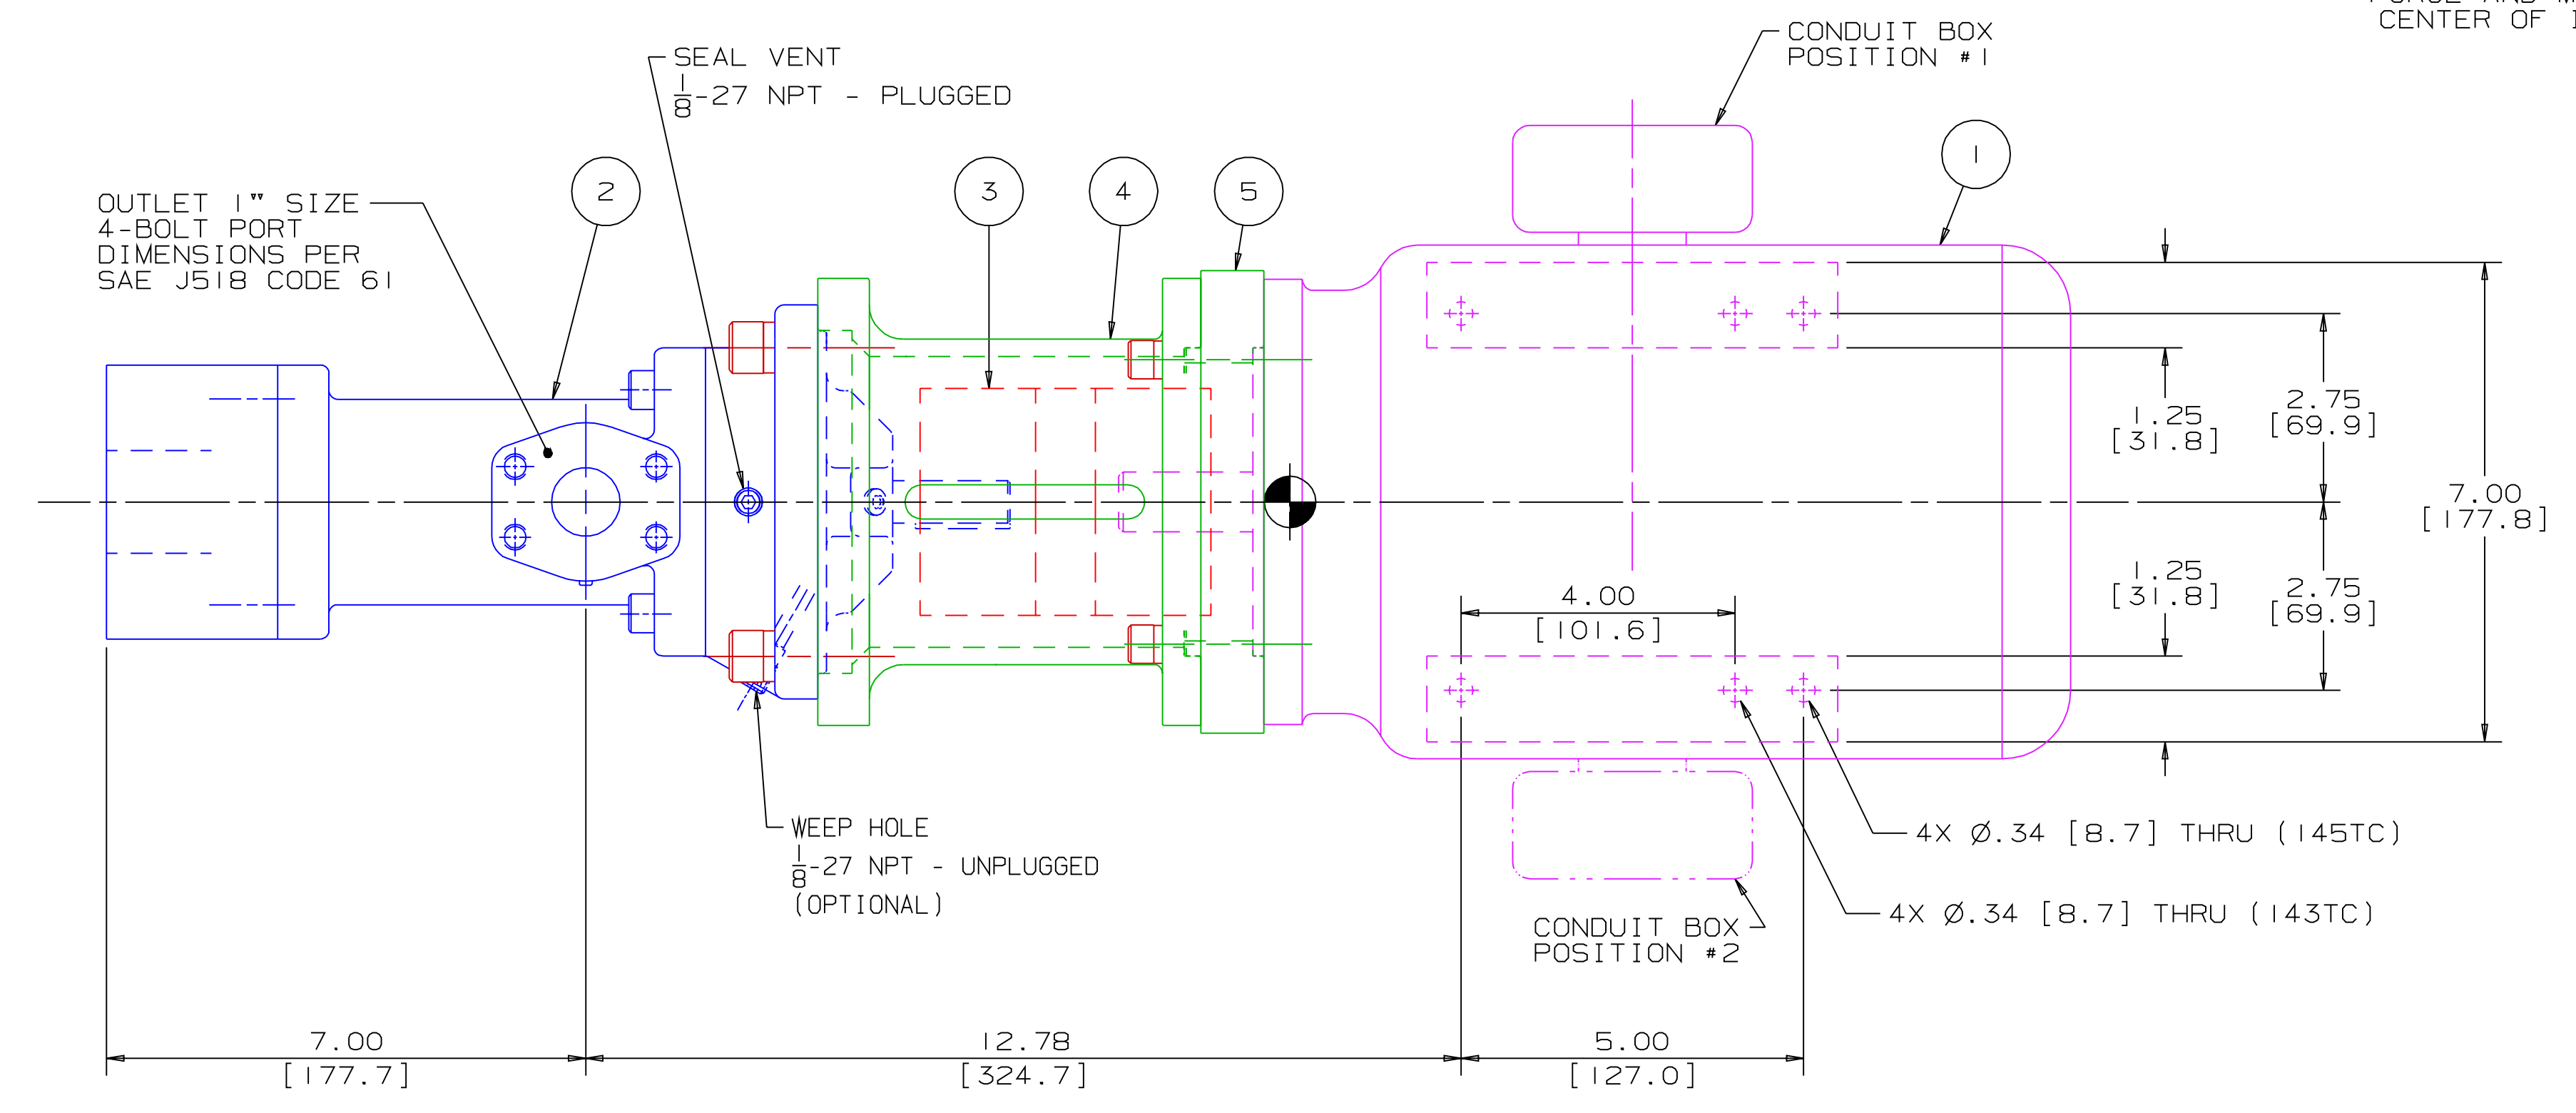 CENTER OF
CONDUIT BOX
POSITION #1
SEAL VENT
1/8-27 NPT - PLUGGED
1
2
3
4
5
OUTLET 1" SIZE
4-BOLT PORT
DIMENSIONS PER
SAE J518 CODE 61
1.25
[31.8]
2.75
[69.9]
7.00
[177.8]
1.25
[31.8]
2.75
[69.9]
4.00
[101.6]
WEEP HOLE
1/8-27 NPT - UNPLUGGED
(OPTIONAL)
4X Ø.34 [8.7] THRU (145TC)
4X Ø.34 [8.7] THRU (143TC)
CONDUIT BOX
POSITION #2
7.00
[177.7]
12.78
[324.7]
5.00
[127.0]